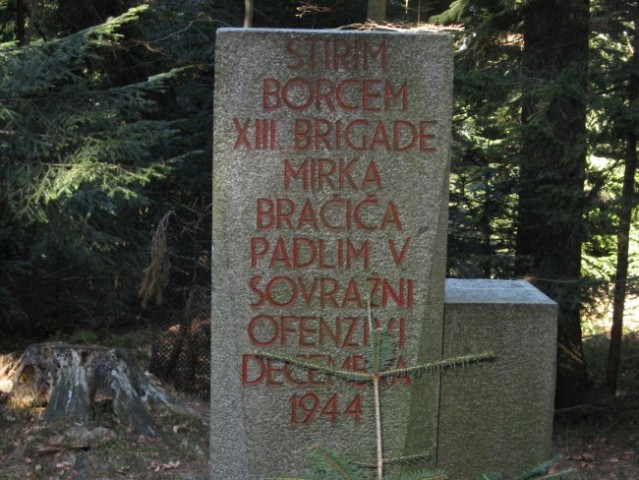 ŠTIRIM
BORCEM
XIII BRIGADE
MIRKA
BRAČIČA
PADLIM V
SOVRAŽNI
OFENZIVI
DECEMBRA
1944